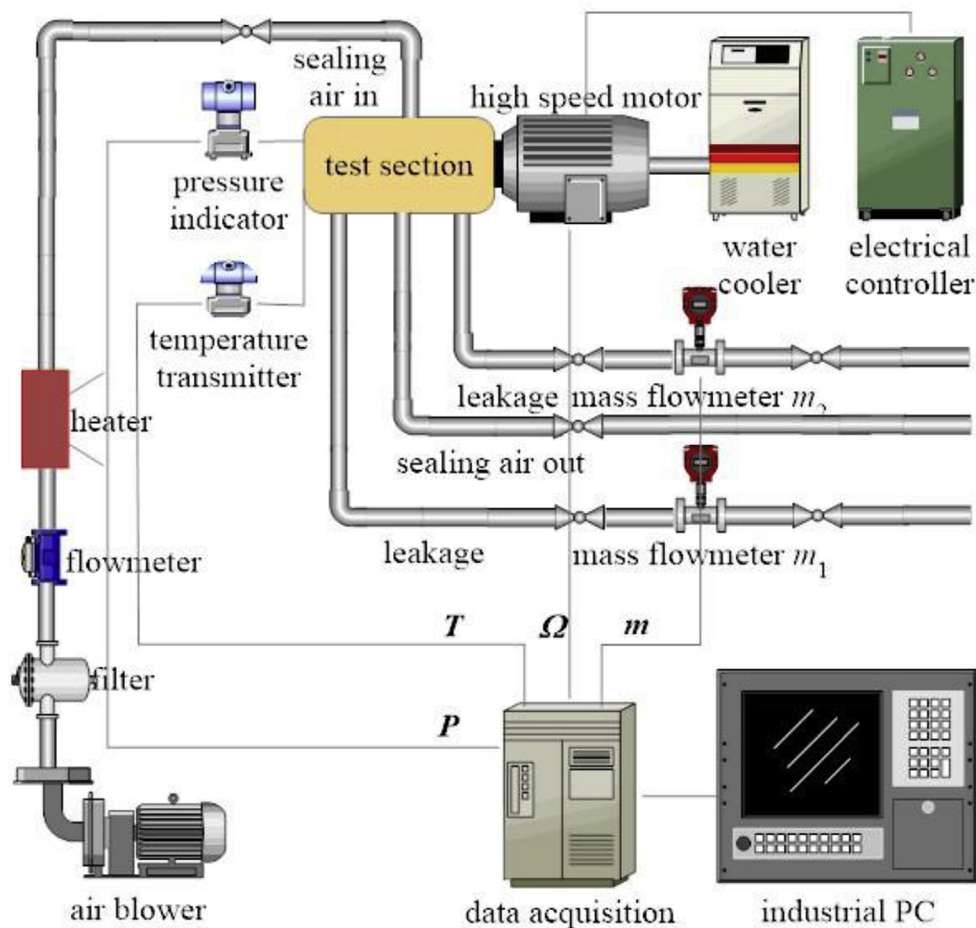 sealing
air in
high speed motor
test section
pressure
indicator
water
cooler
electrical
controller
temperature
transmitter
leakage
mass flowmeter m2
heater
sealing air out
leakage
mass flowmeter m1
flowmeter
T
Ω
m
filter
P
air blower
data acquisition
industrial PC